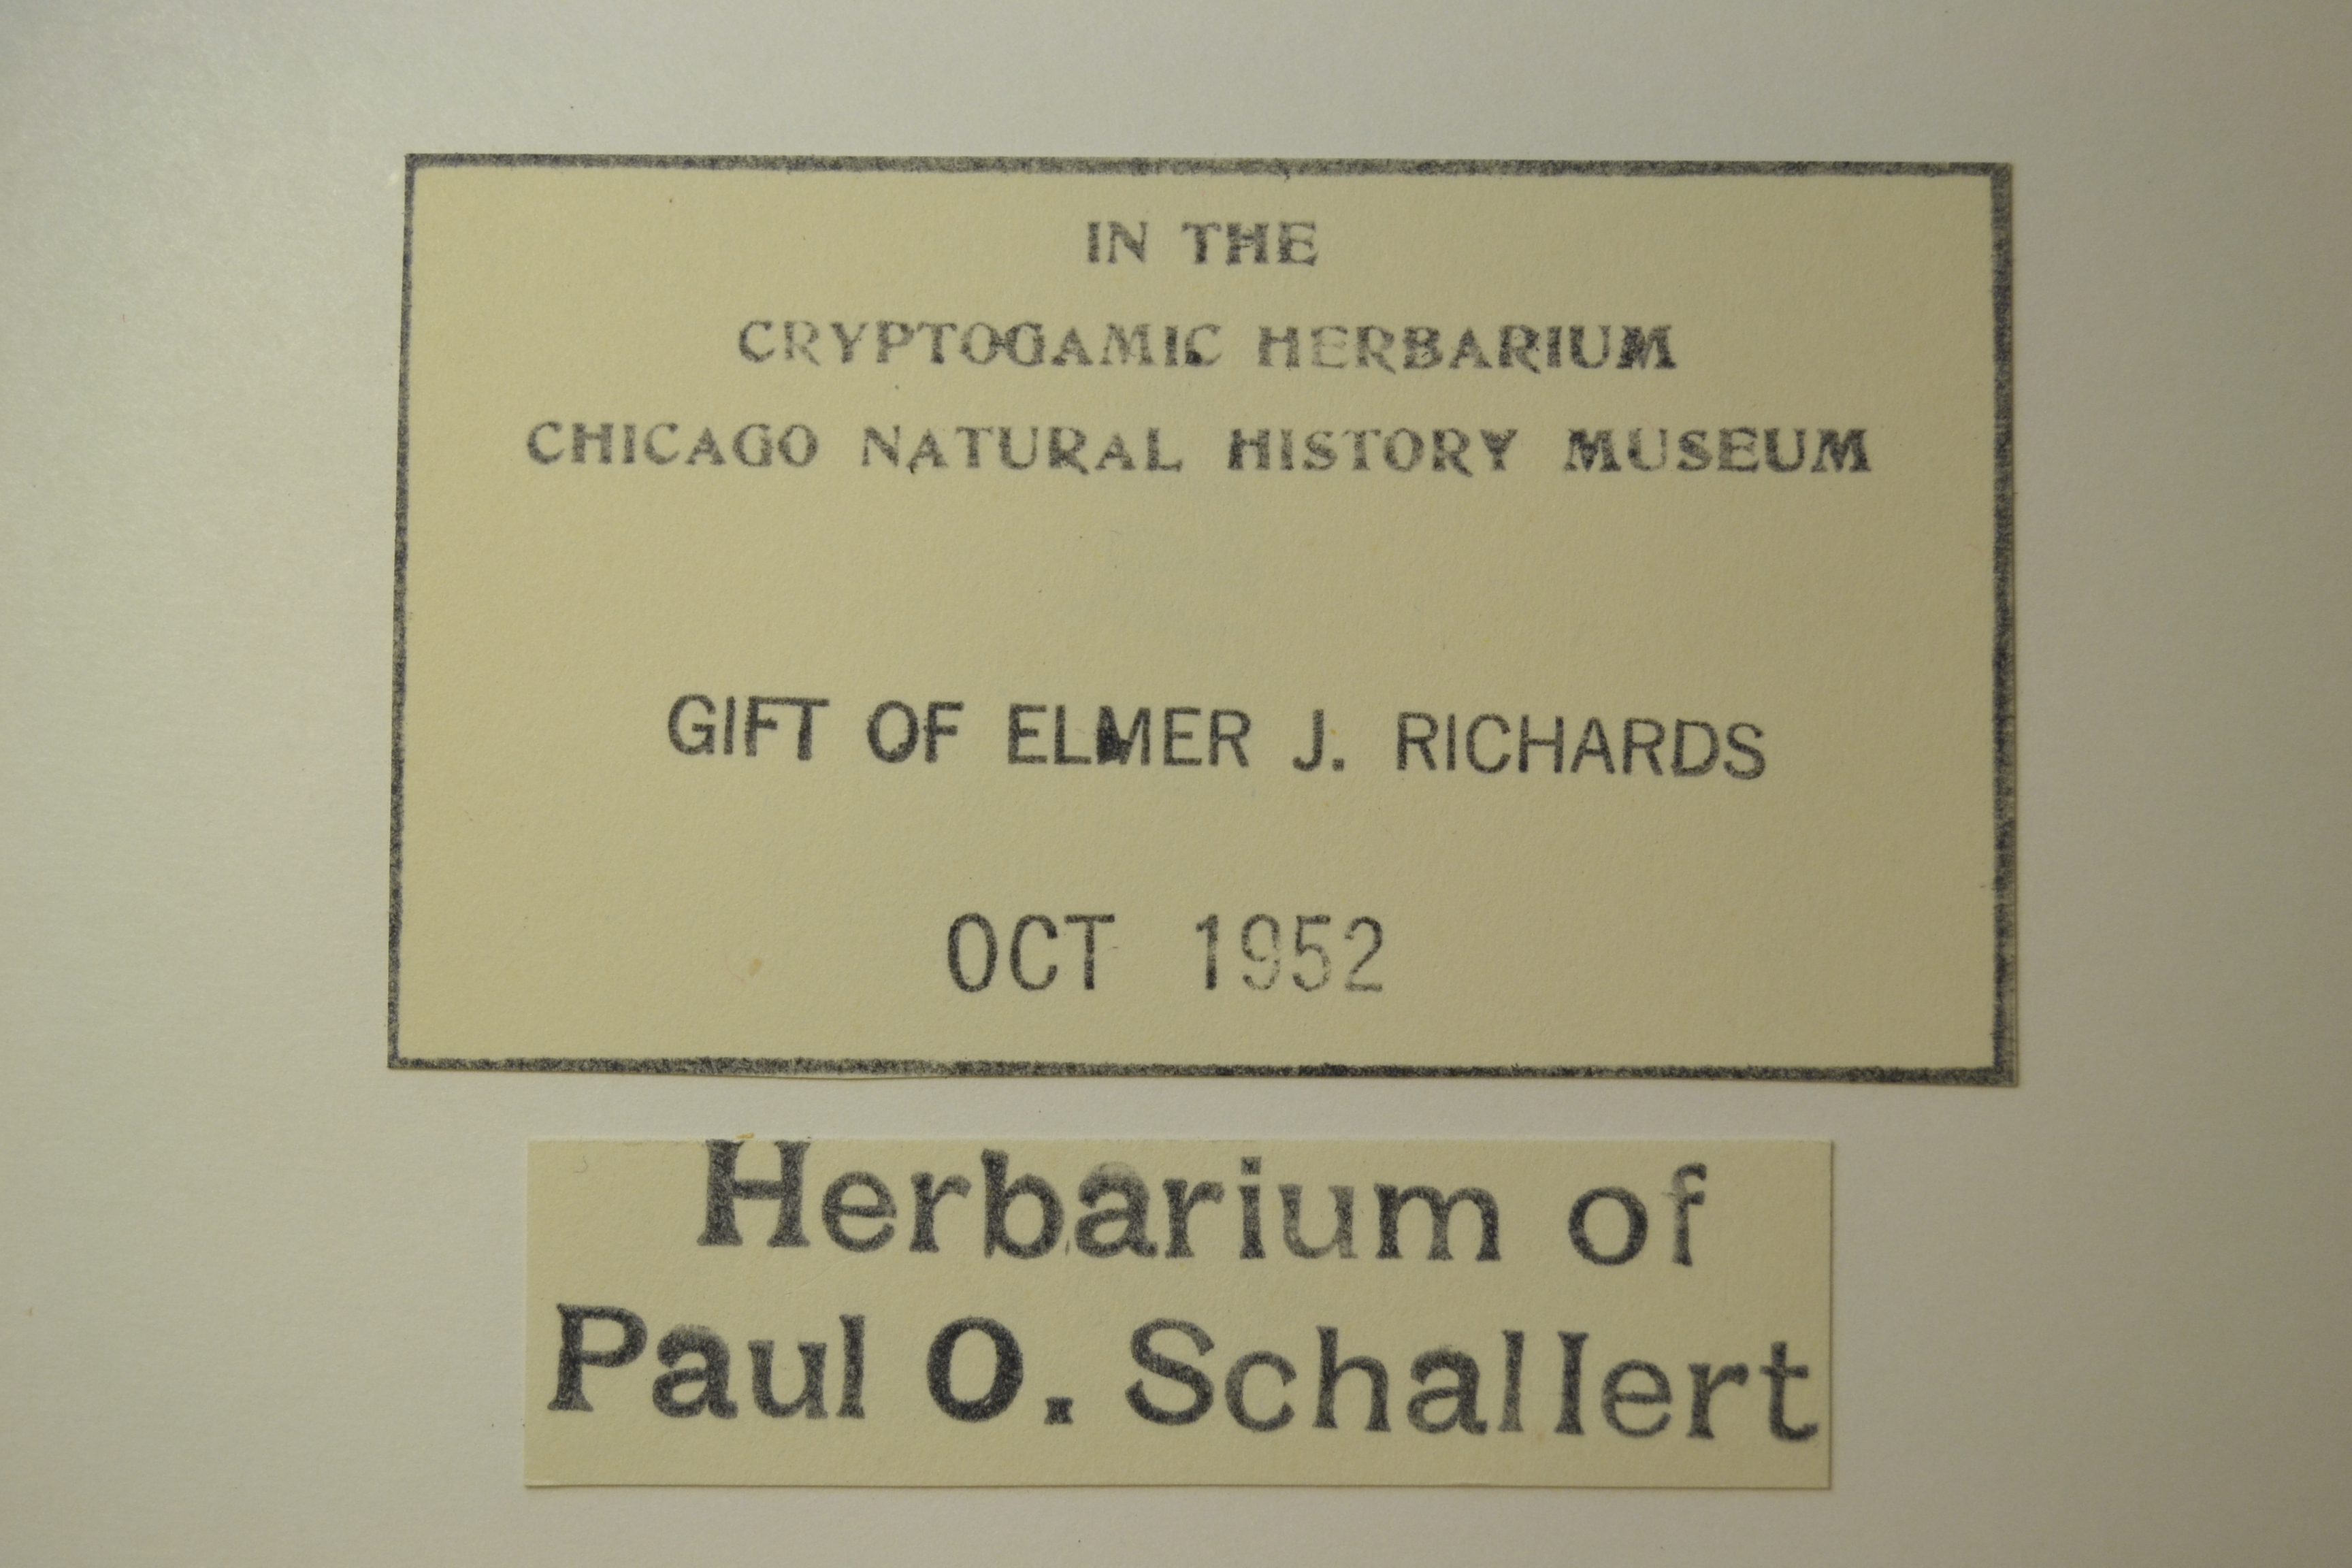 IN THE
CRYPTOGAMIC HERBARIUM
CHICAGO NATURAL HISTORY MUSEUM
GIFT OF ELMER J. RICHARDS
OCT 1952
Herbarium of
Paul O. Schallert